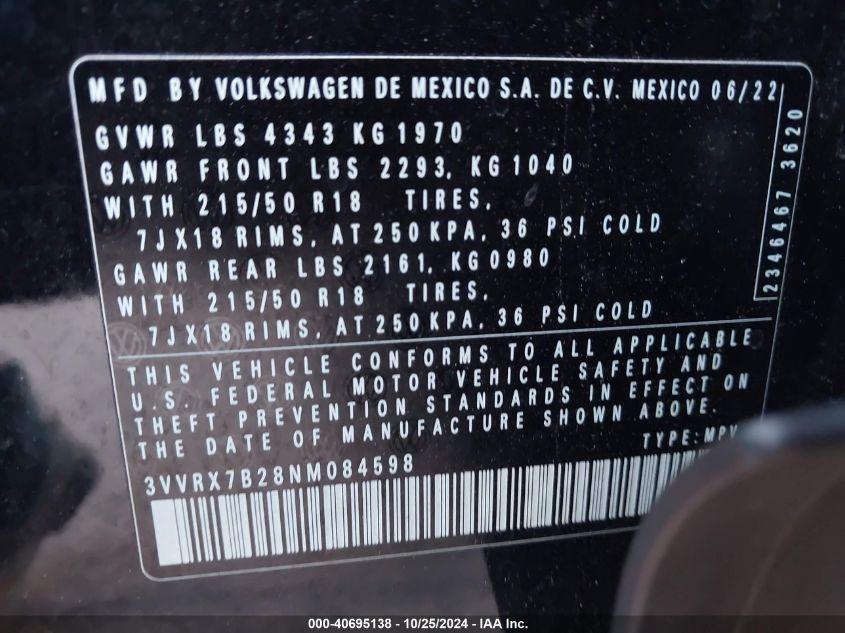 MFD BY VOLKSWAGEN DE MEXICO S.A. DE C.V. MEXICO 06/22
GVWR LBS 4343 KG 1970
GAWR FRONT LBS 2293, KG 1040
WITH 215/50 R18 TIRES,
7JX18 RIMS, AT 250 KPA, 36 PSI COLD
GAWR REAR LBS 2161, KG 0980
WITH 215/50 R18 TIRES,
7JX18 RIMS, AT 250 KPA, 36 PSI COLD
2346467 3620
THIS VEHICLE CONFORMS TO ALL APPLICABLE
U.S. FEDERAL MOTOR VEHICLE SAFETY AND
THEFT PREVENTION STANDARDS IN EFFECT ON
THE DATE OF MANUFACTURE SHOWN ABOVE.
TYPE: MPV
3VVRX7B28NM084598
000-40695138 - 10/25/2024 - IAA Inc.